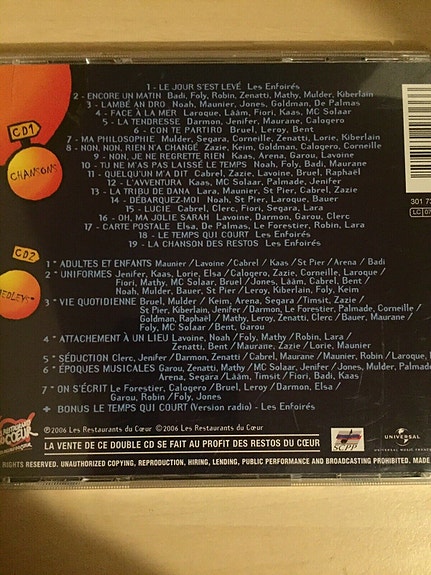 CD1
CHANSONS
1 - LE JOUR S'EST LEVÉ Les Enfoirés
2 - ENCORE UN MATIN Badi, Foly, Robin, Zenatti, Mathy, Mulder, Kiberlain
3 - LAMBÉ AN DRO Noah, Maunier, Jones, Goldman, De Palmas
4 - FACE À LA MER Laroque, Lââm, Fiori, Kaas, MC Solaar
5 - LA TENDRESSE Darmon, Jenifer, Maurane, Calogero
6 - CON TE PARTIRO Bruel, Leroy, Bent
7 - MA PHILOSOPHIE Mulder, Segara, Corneille, Zenatti, Lorie, Kiberlain
8 - NON, NON, RIEN N'A CHANGÉ Zazie, Keim, Goldman, Calogero, Corneille
9 - NON, JE NE REGRETTE RIEN Kaas, Arena, Garou, Lavoine
10 - TU NE M'AS PAS LAISSÉ LE TEMPS Noah, Foly, Badi, Maurane
11 - QUELQU'UN M'A DIT Cabrel, Zazie, Lavoine, Bruel, Raphaël
12 - L'AVVENTURA Kaas, MC Solaar, Palmade, Jenifer
13 - LA TRIBU DE DANA Lara, Maunier, St Pier, Cabrel, Zazie
14 - DÉBARQUEZ-MOI Noah, St Pier, Laroque, Bauer
15 - LUCIE Cabrel, Clerc, Fiori, Segara, Lara
16 - OH, MA JOLIE SARAH Lavoine, Darmon, Garou, Clerc
17 - CARTE POSTALE Elsa, De Palmas, Le Forestier, Robin, Lara
18 - LE TEMPS QUI COURT Les Enfoirés
19 - LA CHANSON DES RESTOS Les Enfoirés
301 73
LC 07
CD2
MEDLEY
1 * ADULTES ET ENFANTS Maunier / Lavoine / Cabrel / Kaas / St Pier / Arena / Badi
2 * UNIFORMES Jenifer, Kaas, Lorie, Elsa / Calogero, Zazie, Corneille, Laroque /
Fiori, Mathy / MC Solaar, Bruel / Jones, Lââm, Cabrel, Bent /
Noah, Mulder, Bauer, St Pier / Leroy, Kiberlain, Foly, Keim
3 * VIE QUOTIDIENNE Bruel, Mulder / Keim, Arena, Segara / Timsit, Zazie /
St Pier, Kiberlain, Jenifer / Darmon, Le Forestier, Palmade, Corneille /
Goldman, Raphaël / Mathy, Leroy, Zenatti, Clerc / Bauer, Maurane /
Foly, MC Solaar / Bent, Garou
4 * ATTACHEMENT À UN LIEU Lavoine, Noah / Foly, Mathy / Robin, Lara /
Zenatti, Bent / Maurane, Zazie / Lorie, Maunier
5 * SÉDUCTION Clerc, Jenifer / Darmon, Zenatti / Cabrel, Maurane / Maunier, Robin / Laroque,
6 * ÉPOQUES MUSICALES Garou, Zenatti, Mathy / MC Solaar, Jenifer / Jones, Mulder, Palmade
Arena, Segara / Lââm, Timsit / Fiori, Badi, Kaas
7 * ON S'ÉCRIT Le Forestier, Calogero / Bruel, Leroy / Darmon, Elsa /
Garou, Robin / Foly, Jones
+ BONUS LE TEMPS QUI COURT (Version radio) - Les Enfoirés
℗2006 Les Restaurants du Cœur ©2006 Les Restaurants du Cœur
LES RESTAURANTS DU CŒUR
LA VENTE DE CE DOUBLE CD SE FAIT AU PROFIT DES RESTOS DU CŒUR
SCPP
UNIVERSAL
UNIVERSAL MUSIC FRANCE
RIGHTS RESERVED. UNAUTHORIZED COPYING, REPRODUCTION, HIRING, LENDING, PUBLIC PERFORMANCE AND BROADCASTING PROHIBITED. MADE